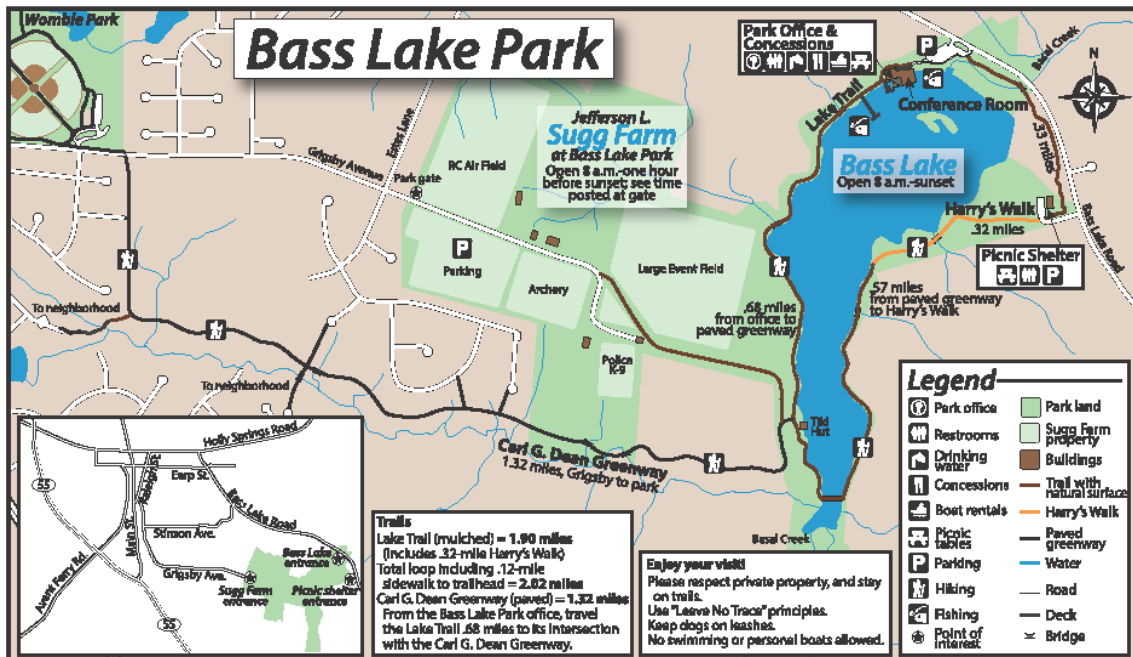 Womble Park
Bass Lake Park
Park Office &
Concessions
P
Basal Creek
N
Lake Trail
Conference Room
.33 miles
Bass Lake
Open 8 a.m.-sunset
Harry's Walk
.32 miles
Bass Lake Road
Picnic Shelter
P
Jefferson L.
Sugg Farm
at Bass Lake Park
Open 8 a.m.-one hour
before sunset; see time
posted at gate
RC Air Field
Grigsby Avenue
Park gate
P
Parking
Archery
Large Event Field
Police
K-9
.68 miles
from office to
paved greenway
.57 miles
from paved greenway
to Harry's Walk
To neighborhood
To neighborhood
Carl G. Dean Greenway
1.32 miles, Grigsby to park
Basal Creek
Holly Springs Road
Earp St.
Raleigh St.
Bass Lake Road
55
Main St.
Stinson Ave.
Avent Ferry Rd.
Grigsby Ave.
Bass Lake
entrance
Sugg Farm
entrance
Picnic shelter
entrance
55
Trails
Lake Trail (mulched) = 1.90 miles
(includes .32-mile Harry's Walk)
Total loop including .12-mile
sidewalk to trailhead = 2.02 miles
Carl G. Dean Greenway (paved) = 1.32 miles
From the Bass Lake Park office, travel
the Lake Trail .68 miles to its intersection
with the Carl G. Dean Greenway.
Enjoy your visit!
Please respect private property, and stay
on trails.
Use "Leave No Trace" principles.
Keep dogs on leashes.
No swimming or personal boats allowed.
Legend
Park office
Restrooms
Drinking
water
Concessions
Boat rentals
Picnic
tables
P
Parking
Hiking
Fishing
Point of
interest
Park land
Sugg Farm
property
Buildings
Trail with
natural surface
Harry's Walk
Paved
greenway
Water
Road
Deck
Bridge